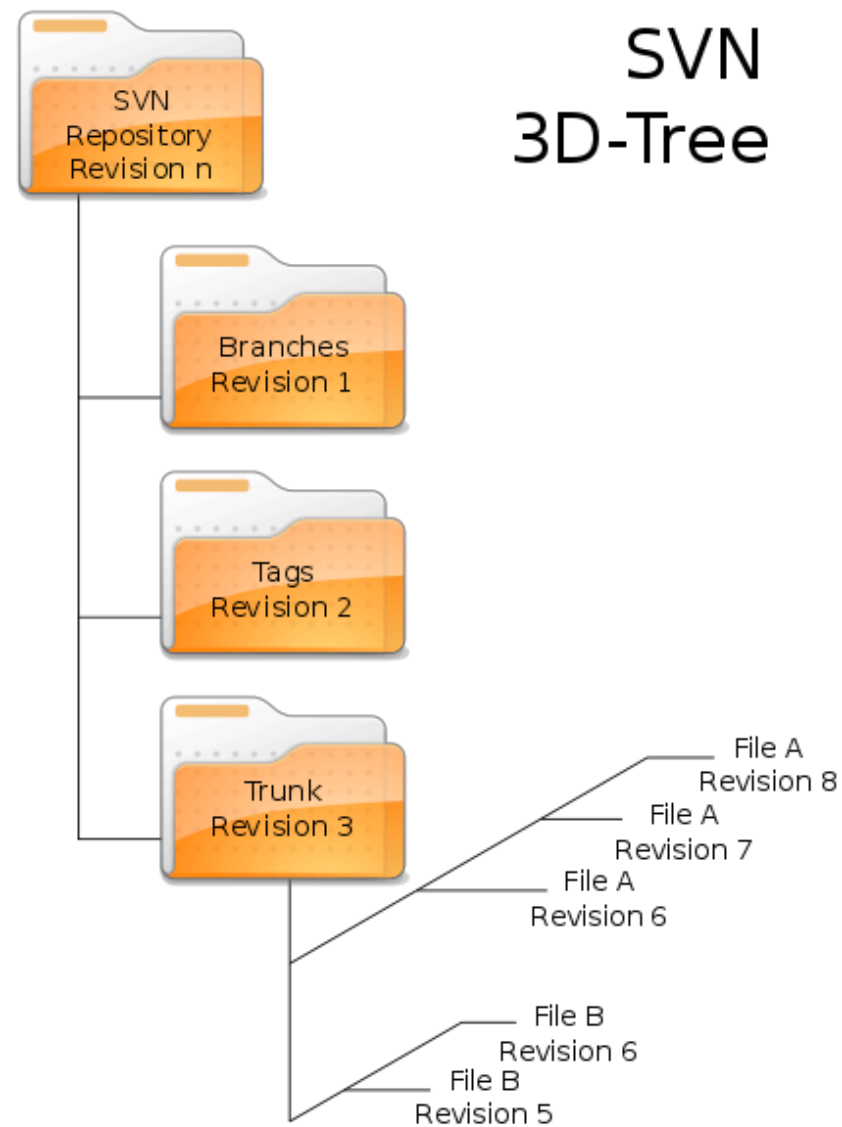 SVN
3D-Tree
SVN
Repository
Revision n
Branches
Revision 1
Tags
Revision 2
Trunk
Revision 3
File A
Revision 8
File A
Revision 7
File A
Revision 6
File B
Revision 6
File B
Revision 5